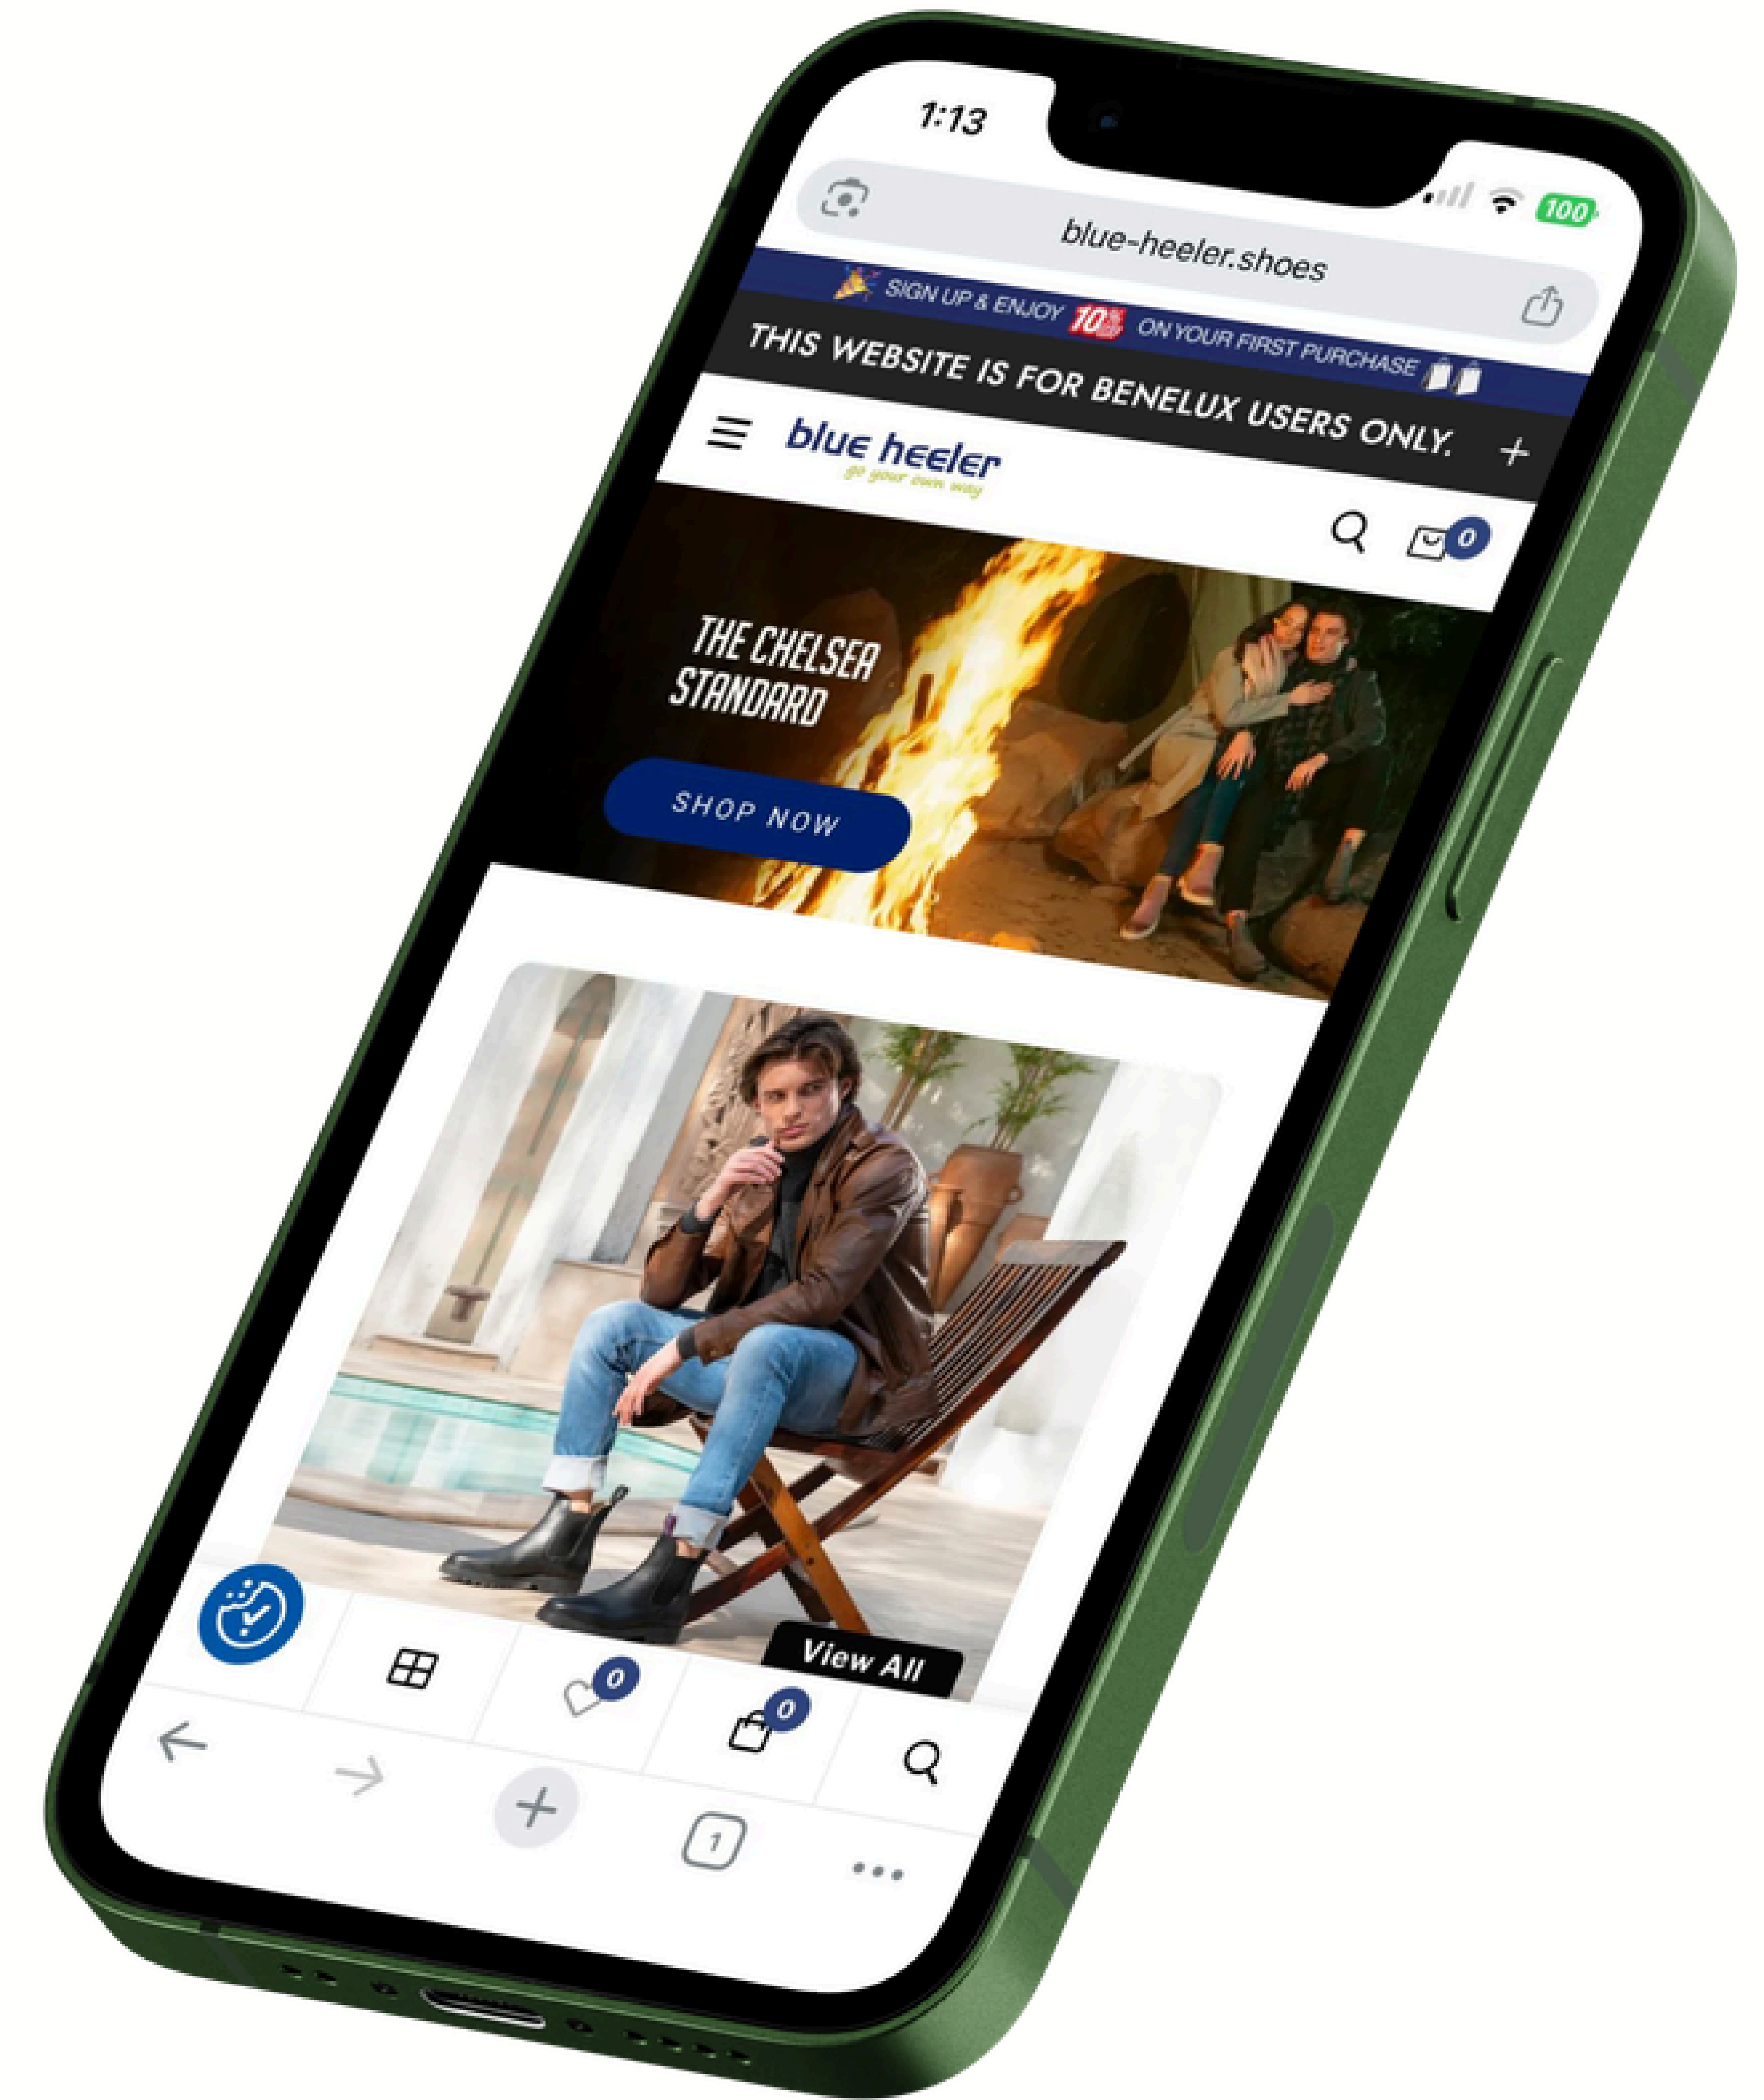 1:13
100
blue-heeler.shoes
🎉 SIGN UP & ENJOY 10% ON YOUR FIRST PURCHASE 🛍️🛍️
THIS WEBSITE IS FOR BENELUX USERS ONLY. +
blue heeler
go your own way
0
THE CHELSEA
STANDARD
SHOP NOW
View All
0
0
1